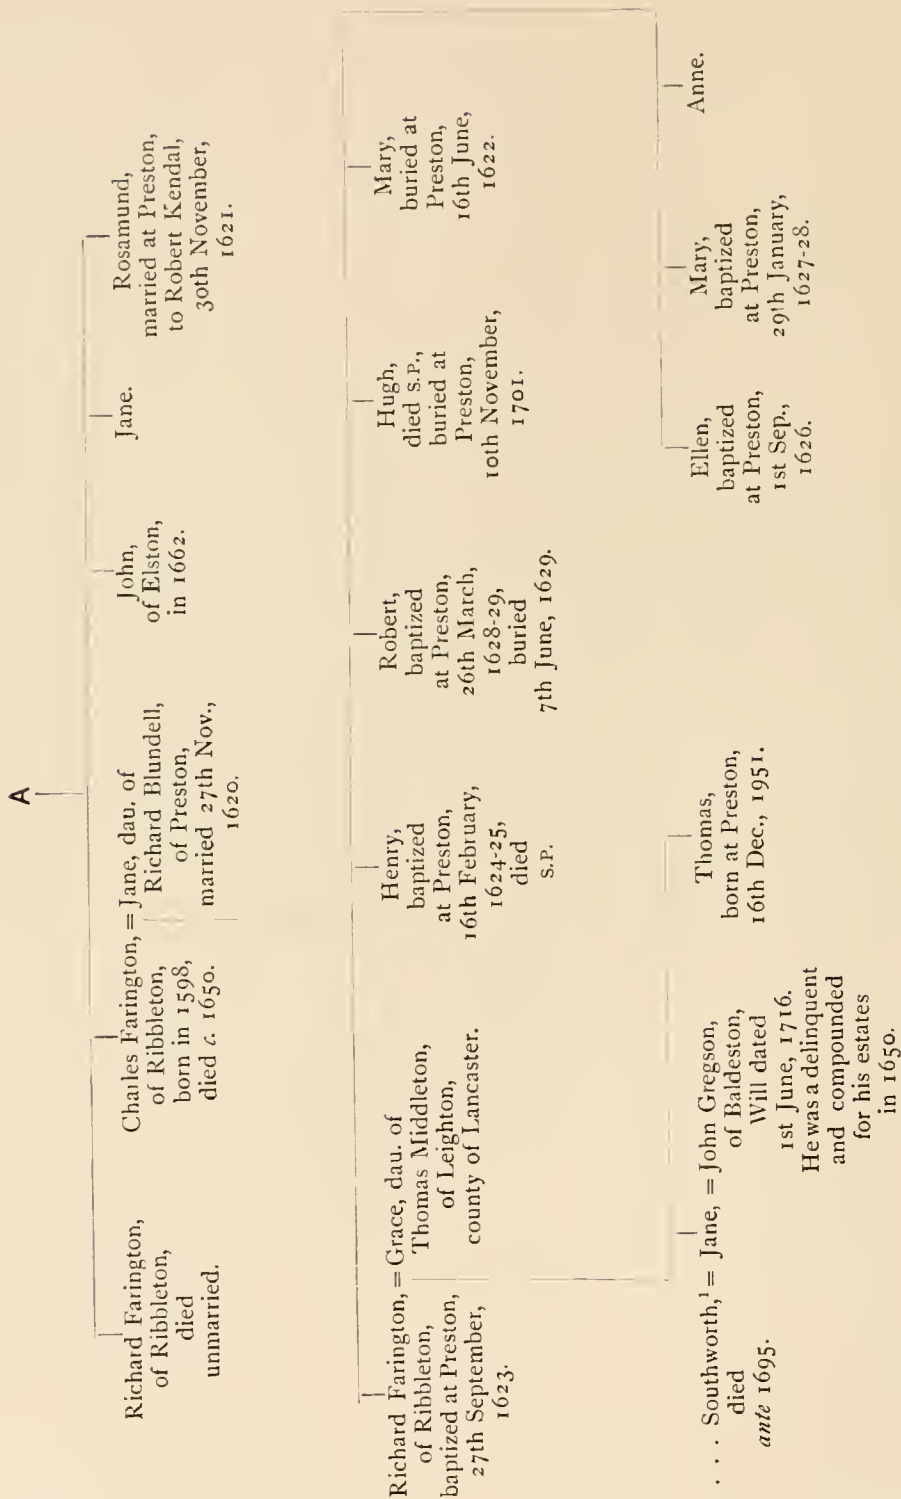 A
Richard Farington,
of Ribbleton,
died
unmarried.
Charles Farington, = Jane, dau. of
of Ribbleton,
born in 1598,
died c. 1650.
Richard Blundell,
of Preston,
married 27th Nov.,
1620.
John,
of Elston,
in 1662.
Jane.
Rosamund,
married at Preston,
to Robert Kendal,
30th November,
1621.
Richard Farington, = Grace, dau. of
of Ribbleton,
baptized at Preston,
27th September,
1623.
Thomas Middleton,
of Leighton,
county of Lancaster.
Henry,
baptized
at Preston,
16th February,
1624-25,
died
S.P.
Robert,
baptized
at Preston,
26th March,
1628-29,
buried
7th June, 1629.
Hugh,
died S.P.,
buried at
Preston,
10th November,
1701.
Mary,
buried at
Preston,
16th June,
1622.
. . . Southworth,¹ = Jane, = John Gregson,
died
ante 1695.
of Baldeston,
Will dated
1st June, 1716.
He was a delinquent
and compounded
for his estates
in 1650.
Thomas,
born at Preston,
16th Dec., 1951.
Ellen,
baptized
at Preston,
1st Sep.,
1626.
Mary,
baptized
at Preston,
29th January,
1627-28.
Anne.